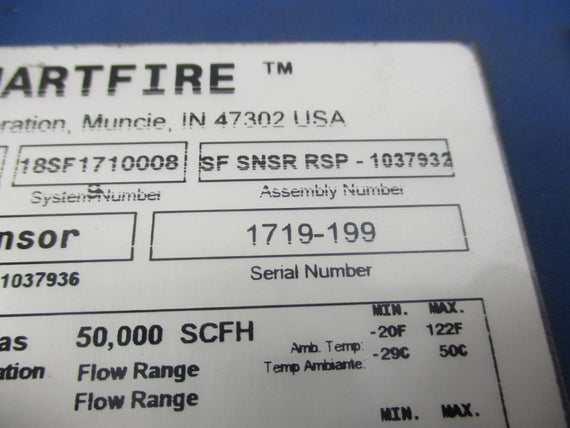 ARTFIRE ™
ration, Muncie, IN 47302 USA
18SF1710008 SF SNSR RSP - 1037932
System Number Assembly Number
nsor 1719-199
1037936 Serial Number
as 50,000 SCFH
ation Flow Range
Flow Range
MIN. MAX.
Amb. Temp: -20F 122F
Temp Ambiante: -29C 50C
MIN. MAX.